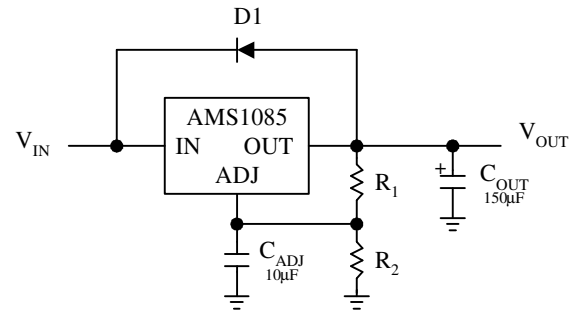 D1
AMS1085
V_IN
IN OUT
V_OUT
ADJ
+
R_1
C_OUT
150µF
C_ADJ
10µF
R_2